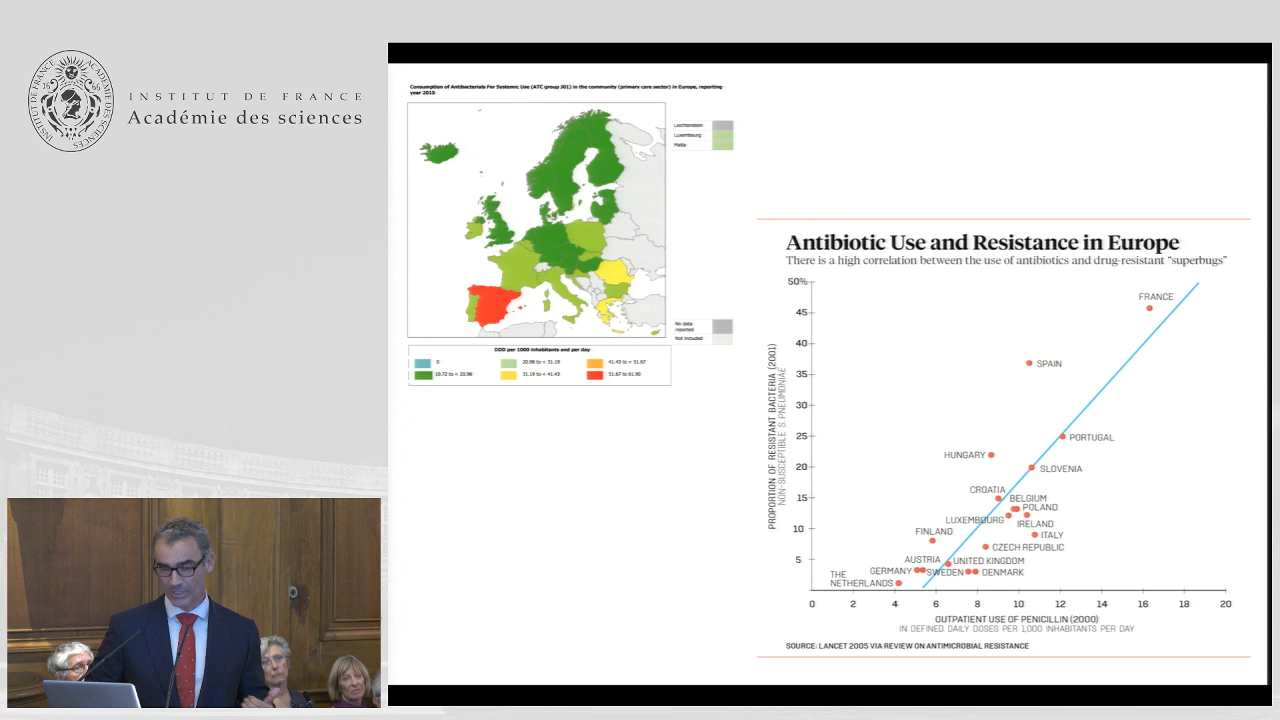 Académie des sciences
Consumption of Antibacterials For Systemic Use (ATC group J01) in the community (primary care sector) in Europe, reporting
year 2015
Liechtenstein
Luxembourg
Malta
No data
reported
Not included
DDD per 1000 inhabitants and per day
0
20.96 to < 31.19
41.43 to < 51.67
10.72 to < 20.96
31.19 to < 41.43
51.67 to 61.90
Antibiotic Use and Resistance in Europe
There is a high correlation between the use of antibiotics and drug-resistant “superbugs”
PROPORTION OF RESISTANT BACTERIA (2001)
NON-SUSCEPTIBLE S. PNEUMONIAE
50%
45
40
35
30
25
20
15
10
5
FRANCE
SPAIN
PORTUGAL
HUNGARY
SLOVENIA
CROATIA
BELGIUM
POLAND
LUXEMBOURG
IRELAND
FINLAND
ITALY
CZECH REPUBLIC
AUSTRIA
UNITED KINGDOM
GERMANY
SWEDEN
DENMARK
THE
NETHERLANDS
0 2 4 6 8 10 12 14 16 18 20
OUTPATIENT USE OF PENICILLIN (2000)
IN DEFINED DAILY DOSES PER 1,000 INHABITANTS PER DAY
SOURCE: LANCET 2005 VIA REVIEW ON ANTIMICROBIAL RESISTANCE